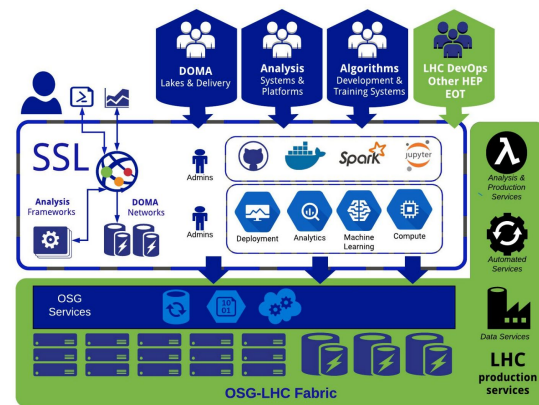 DOMA
Lakes & Delivery
Analysis
Systems &
Platforms
Algorithms
Development &
Training Systems
LHC DevOps
Other HEP
EOT
SSL
Admins
Spark
jupyter
Analysis
Frameworks
DOMA
Networks
Admins
Deployment
Analytics
Machine
Learning
Compute
Analysis &
Production
Services
Automated
Services
Data Services
LHC
production
services
OSG
Services
10
01
OSG-LHC Fabric